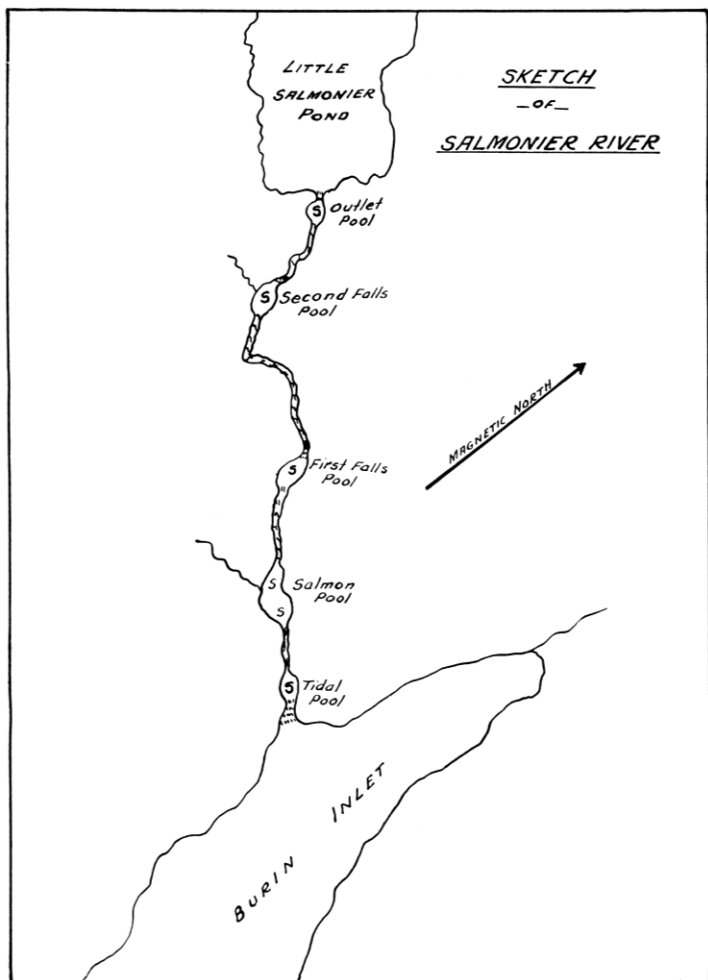 LITTLE
SALMONIER
POND
SKETCH
_OF_
SALMONIER RIVER
S
Outlet
Pool
S
Second Falls
Pool
MAGNETIC NORTH
S
First Falls
Pool
S
Salmon
Pool
S
S
Tidal
Pool
BURIN INLET